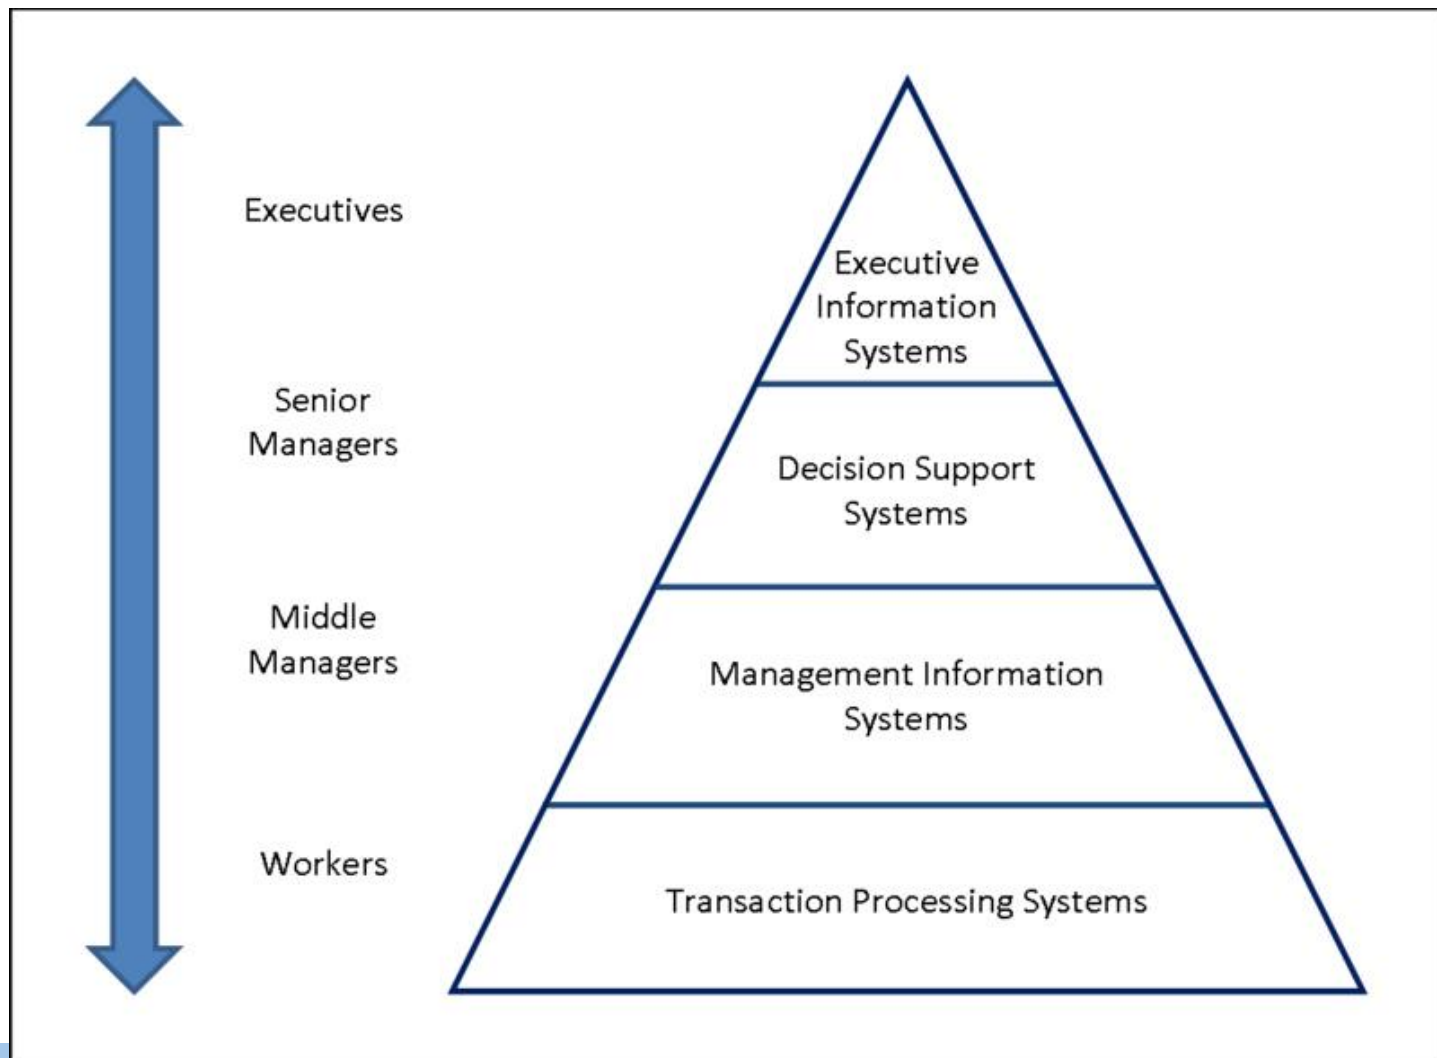 Executives
Executive
Information
Systems
Senior
Managers
Decision Support
Systems
Middle
Managers
Management Information
Systems
Workers
Transaction Processing Systems